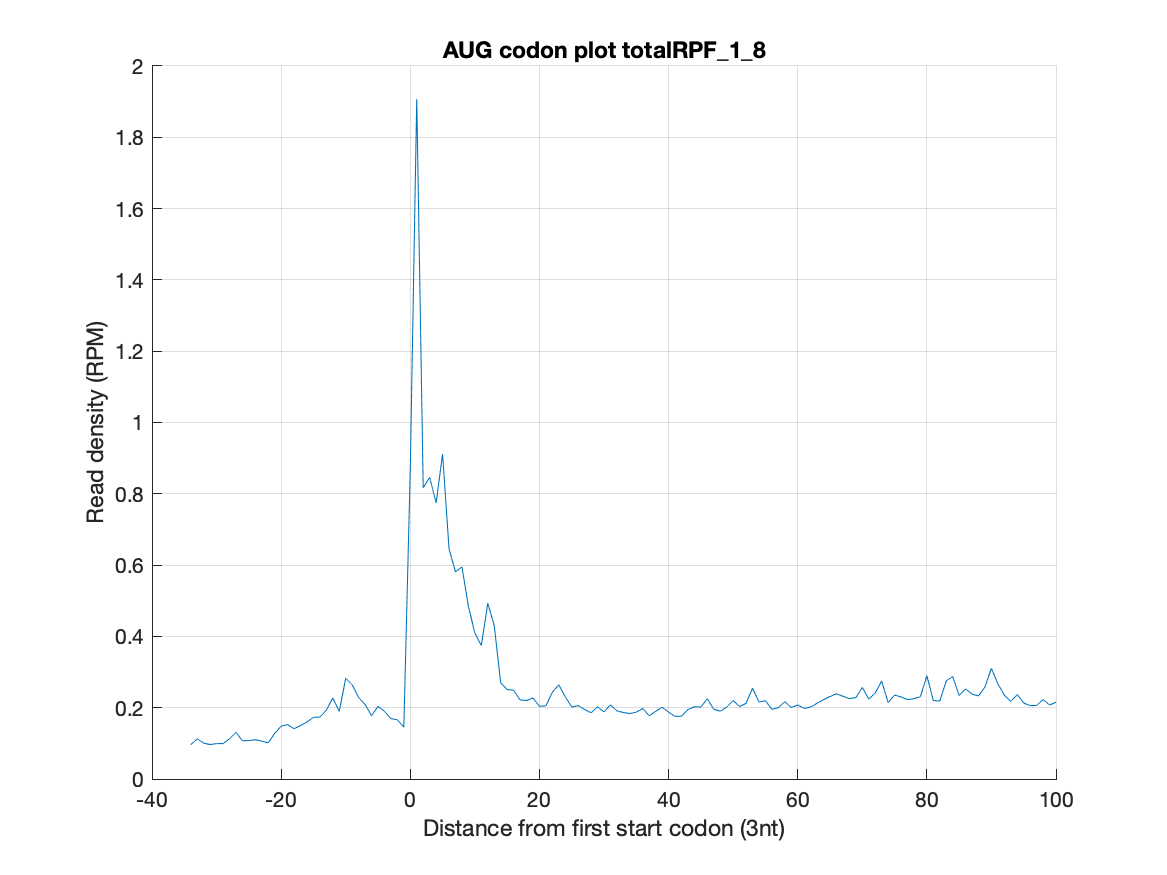 AUG codon plot totalRPF_1_8
2
1.8
1.6
1.4
1.2
1
0.8
0.6
0.4
0.2
0
Read density (RPM)
-40 -20 0 20 40 60 80 100
Distance from first start codon (3nt)